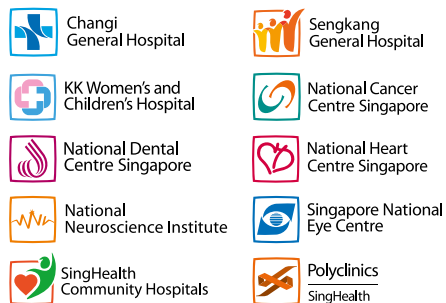 Changi
General Hospital
Sengkang
General Hospital
KK Women's and
Children's Hospital
National Cancer
Centre Singapore
National Dental
Centre Singapore
National Heart
Centre Singapore
National
Neuroscience Institute
Singapore National
Eye Centre
SingHealth
Community Hospitals
Polyclinics
SingHealth